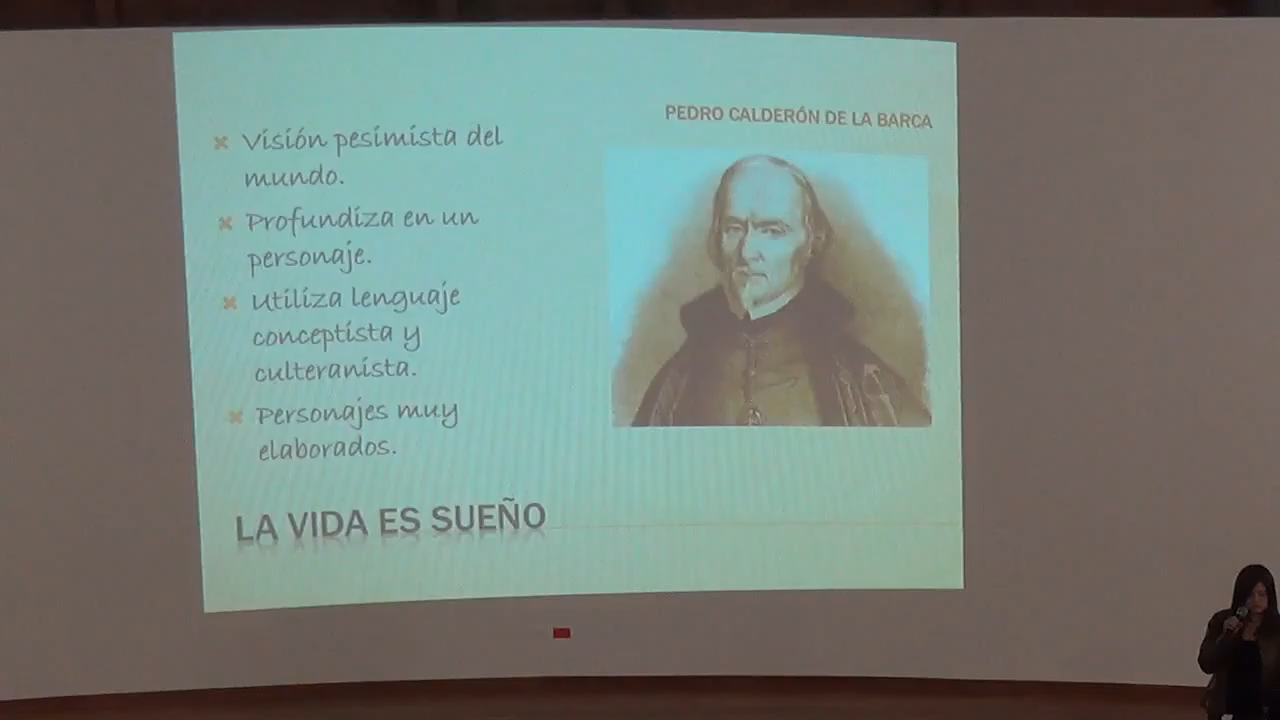 PEDRO CALDERÓN DE LA BARCA
Visión pesimista del
mundo.
Profundiza en un
personaje.
Utiliza lenguaje
conceptista y
culteranista.
Personajes muy
elaborados.
LA VIDA ES SUEÑO